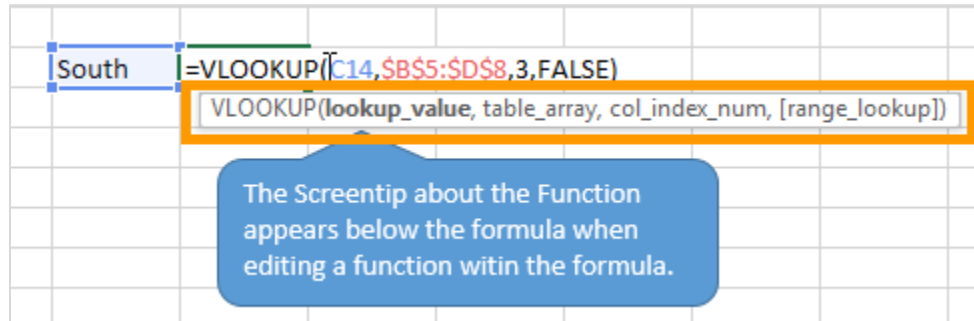 South =VLOOKUP(C14,$B$5:$D$8,3,FALSE)
VLOOKUP(lookup_value, table_array, col_index_num, [range_lookup])
The Screentip about the Function
appears below the formula when
editing a function witin the formula.